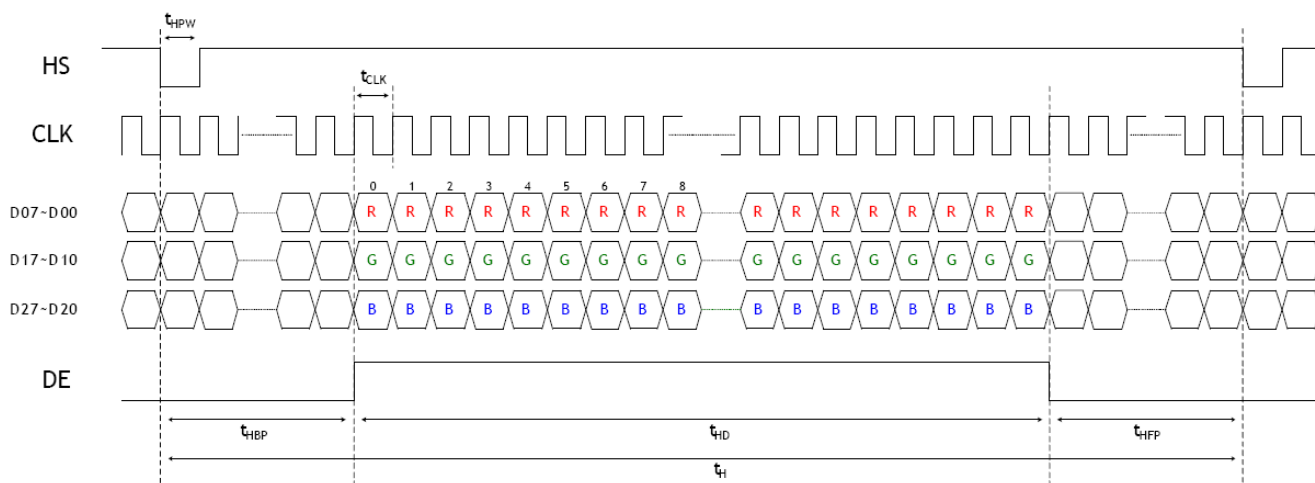 tHPW
HS
tCLK
CLK
0 1 2 3 4 5 6 7 8
D07~D00 R R R R R R R R R R R R R R R R R
D17~D10 G G G G G G G G G G G G G G G G G
D27~D20 B B B B B B B B B B B B B B B B B
DE
tHBP tHD tHFP
tH